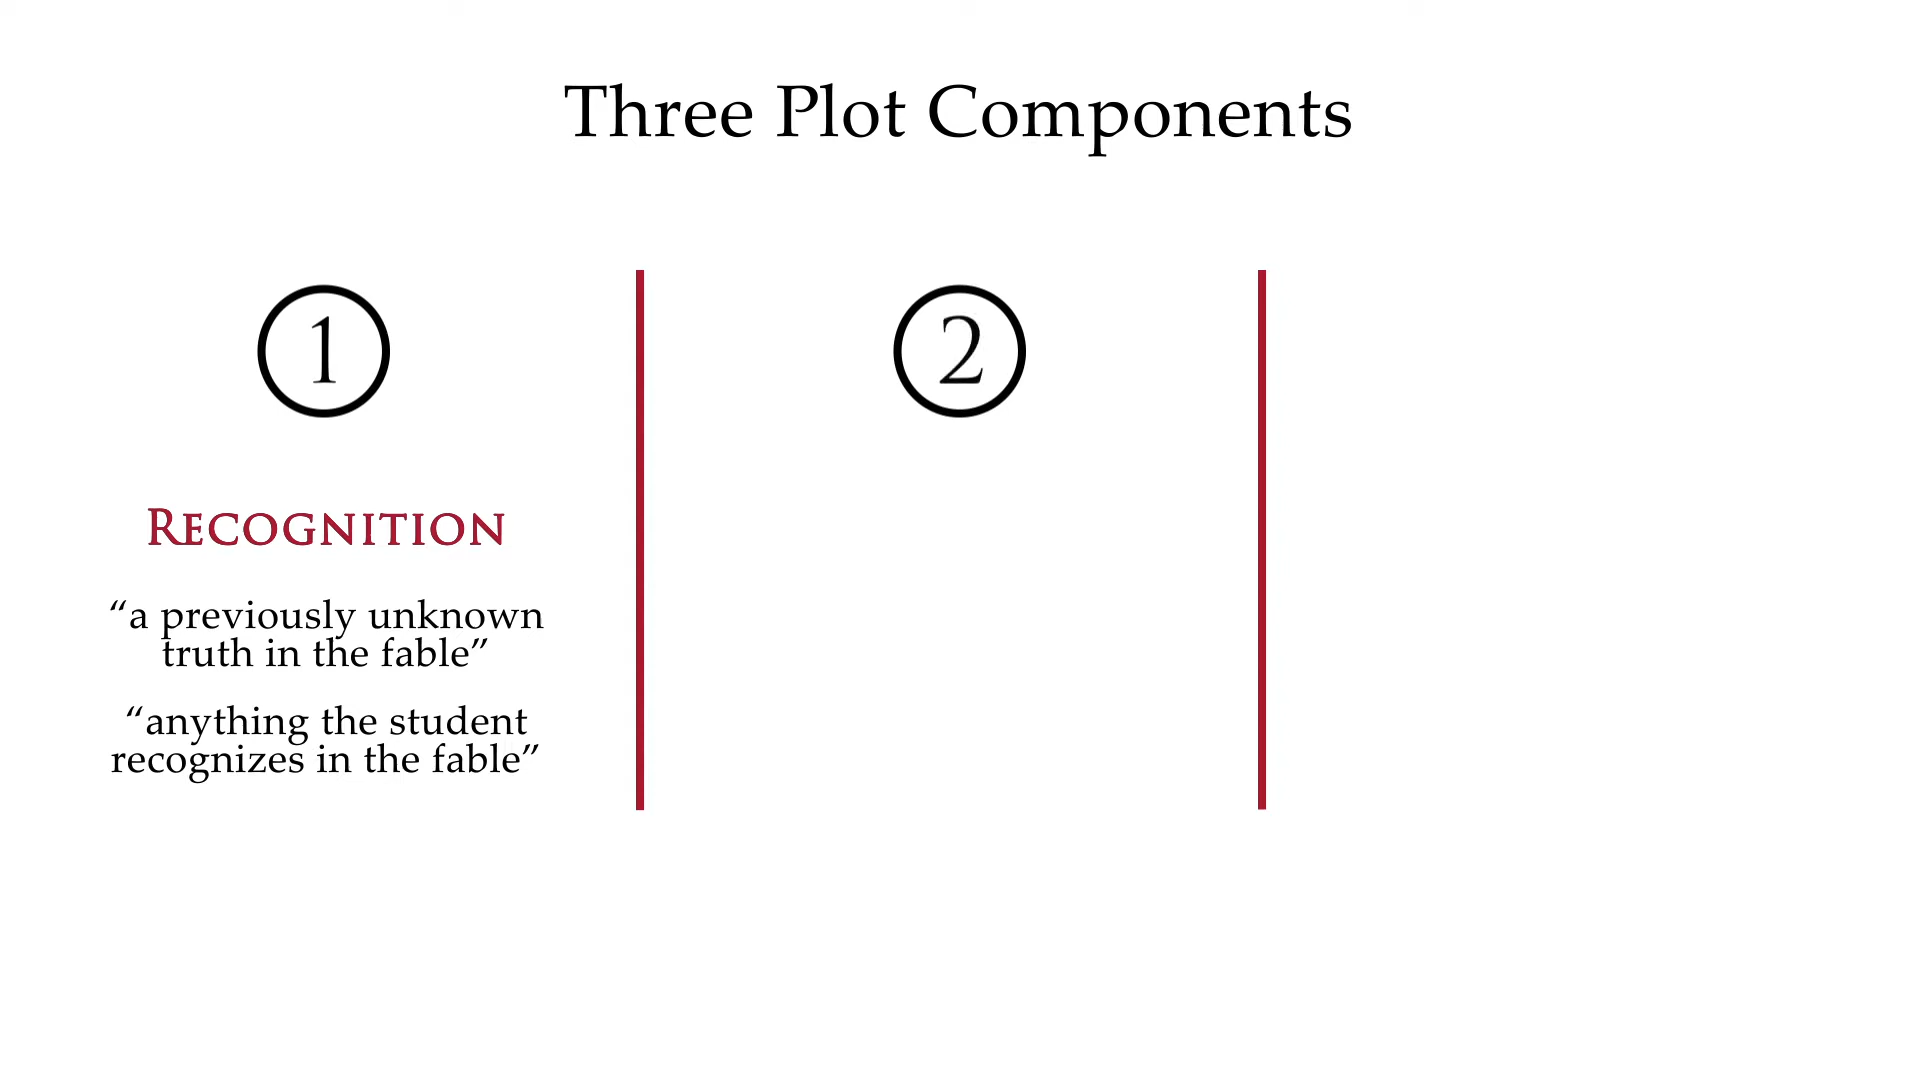 Three Plot Components
1
2
Recognition
“a previously unknown
truth in the fable”
“anything the student
recognizes in the fable”